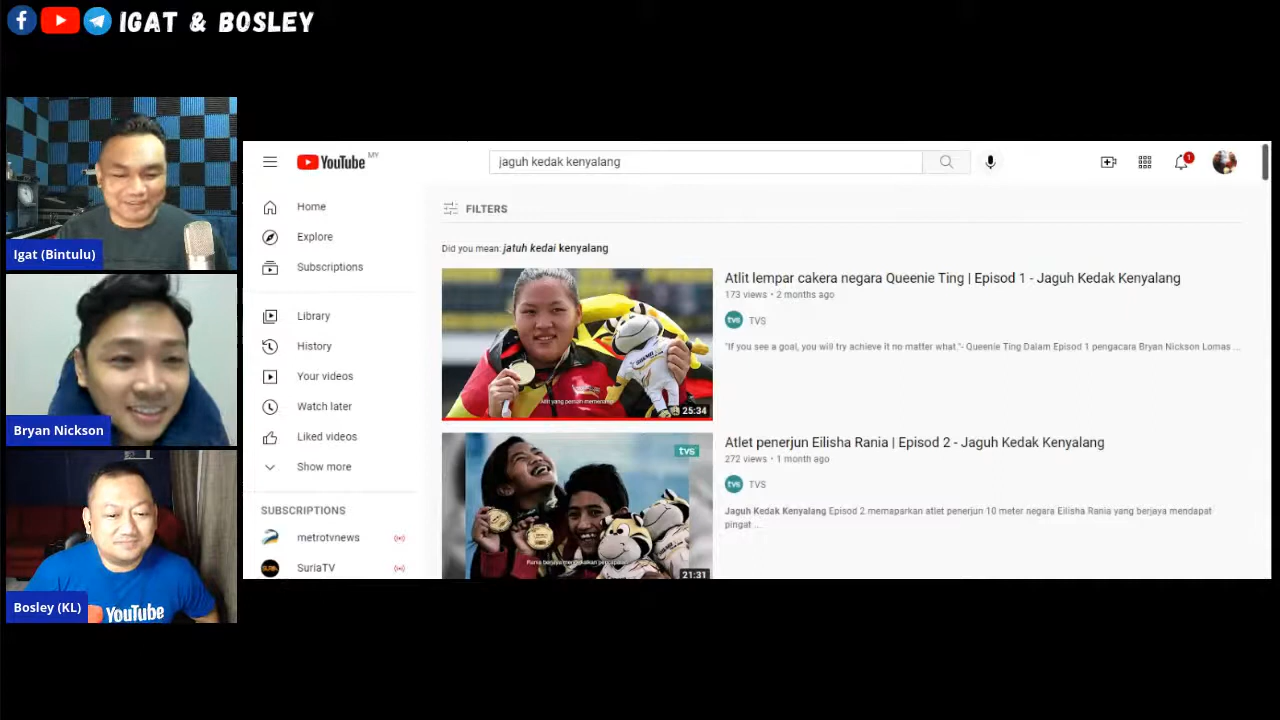 IGAT & BOSLEY
Igat (Bintulu)
Bryan Nickson
YouTube
Bosley (KL)
YouTube MY
jaguh kedak kenyalang
1
Home
Explore
Subscriptions
Library
History
Your videos
Watch later
Liked videos
Show more
SUBSCRIPTIONS
metrotvnews
SuriaTV
FILTERS
Did you mean: jatuh kedai kenyalang
25:34
Atlit lempar cakera negara Queenie Ting | Episod 1 - Jaguh Kedak Kenyalang
173 views • 2 months ago
tvs TVS
"If you see a goal, you will try achieve it no matter what."- Queenie Ting Dalam Episod 1 pengacara Bryan Nickson Lomas ...
tvs
21:31
Atlet penerjun Eilisha Rania | Episod 2 - Jaguh Kedak Kenyalang
272 views • 1 month ago
tvs TVS
Jaguh Kedak Kenyalang Episod 2 memaparkan atlet penerjun 10 meter negara Eilisha Rania yang berjaya mendapat
pingat ...